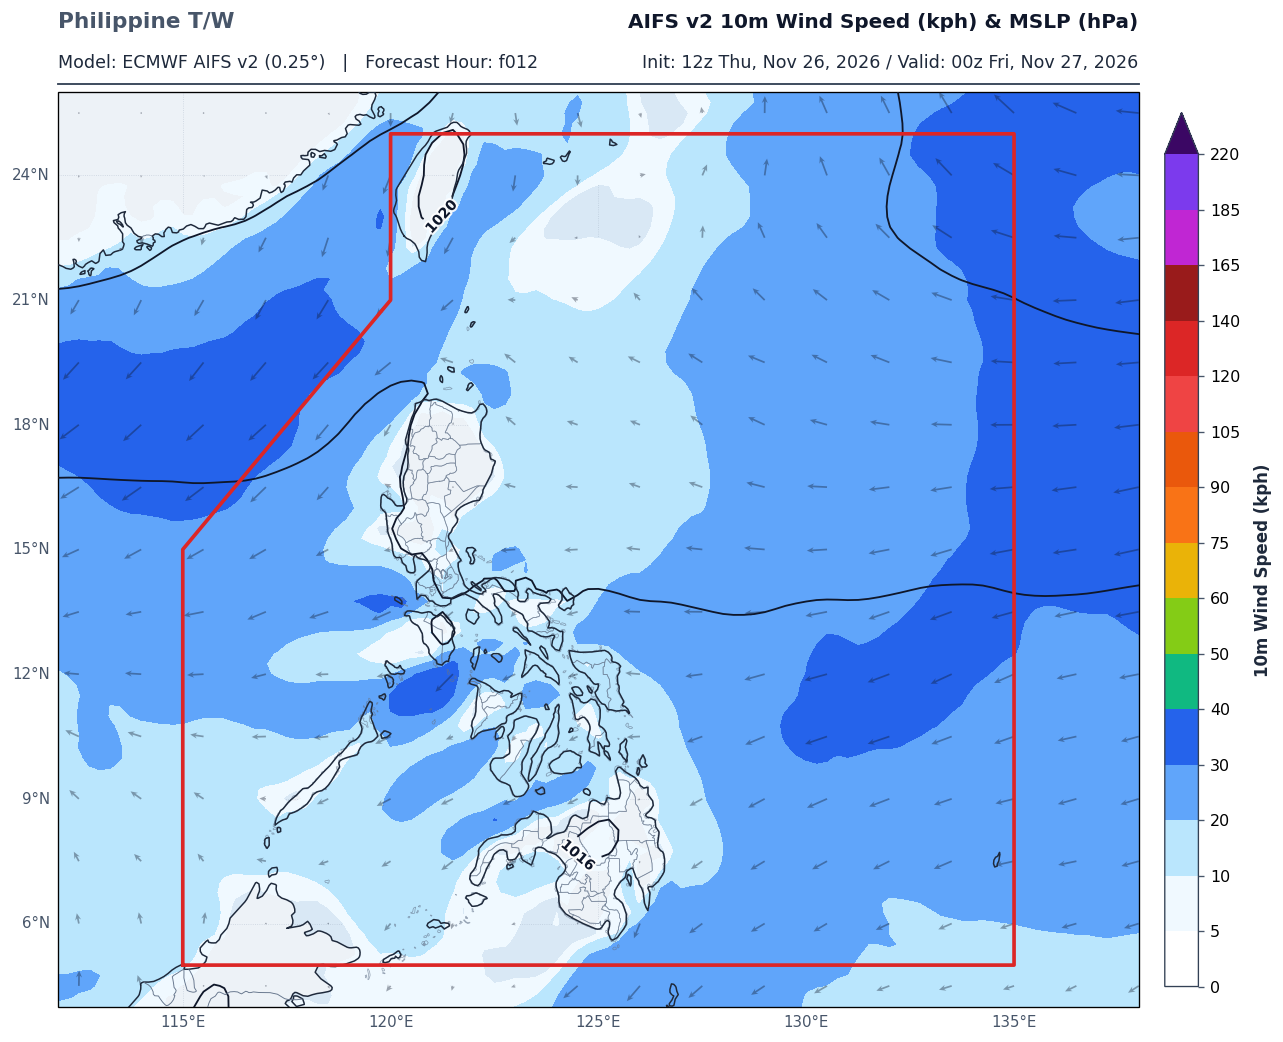 Philippine T/W
AIFS v2 10m Wind Speed (kph) & MSLP (hPa)
Model: ECMWF AIFS v2 (0.25°) | Forecast Hour: f012
Init: 12z Thu, Nov 26, 2026 / Valid: 00z Fri, Nov 27, 2026
24°N
21°N
18°N
15°N
12°N
9°N
6°N
1020
1016
115°E
120°E
125°E
130°E
135°E
220
185
165
140
120
105
90
75
60
50
40
30
20
10
5
0
10m Wind Speed (kph)